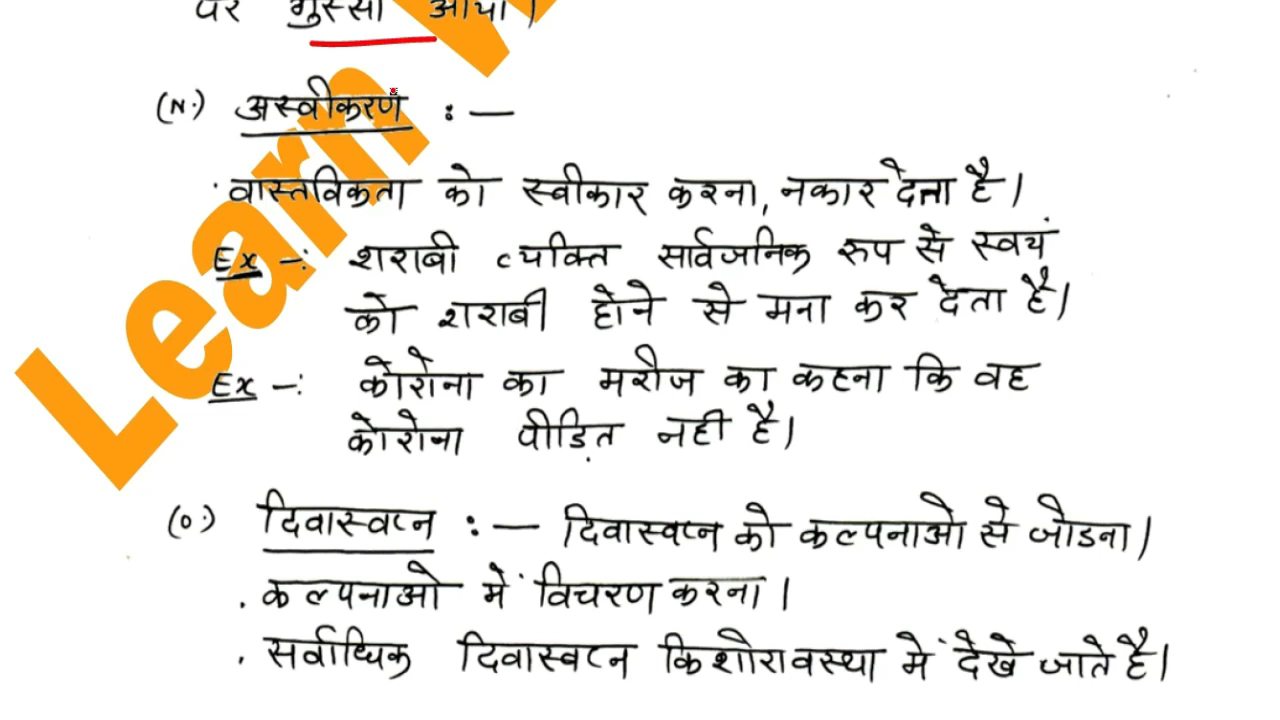 पर गुस्सा आया।
(N.) अस्वीकरण :—
· वास्तविकता को स्वीकार करना, नकार देता है।
Ex -: शराबी व्यक्ति सार्वजनिक रूप से स्वयं
को शराबी होने से मना कर देता है।
Ex -: कोरोना का मरीज का कहना कि वह
कोरोना पीड़ित नहीं है।
(O.) दिवास्वप्न :— दिवास्वप्न को कल्पनाओ से जोडना।
. कल्पनाओ में विचरण करना।
. सर्वाधिक दिवास्वप्न किशोरावस्था में देखे जाते है।
Learn